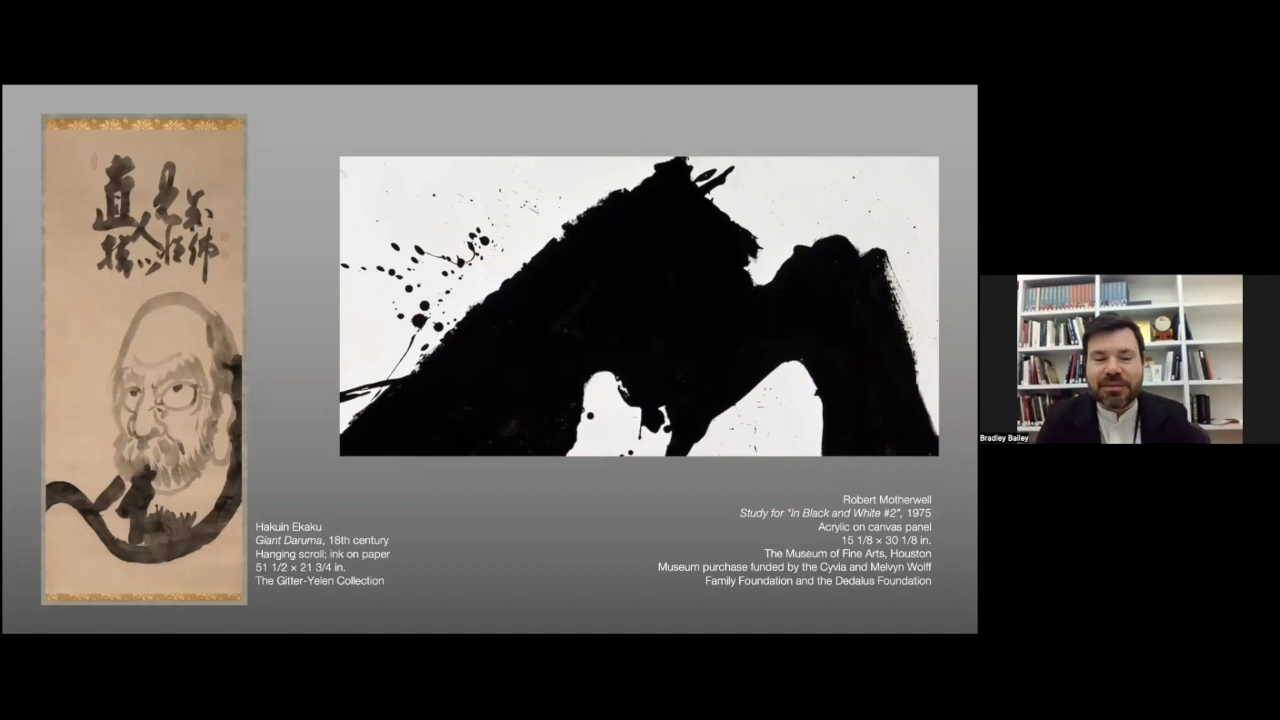 直指
人心
見性
成佛
Hakuin Ekaku
Giant Daruma, 18th century
Hanging scroll; ink on paper
51 1/2 × 21 3/4 in.
The Gitter-Yelen Collection
Robert Motherwell
Study for "In Black and White #2", 1975
Acrylic on canvas panel
15 1/8 × 30 1/8 in.
The Museum of Fine Arts, Houston
Museum purchase funded by the Cyvia and Melvyn Wolff
Family Foundation and the Dedalus Foundation
Bradley Bailey